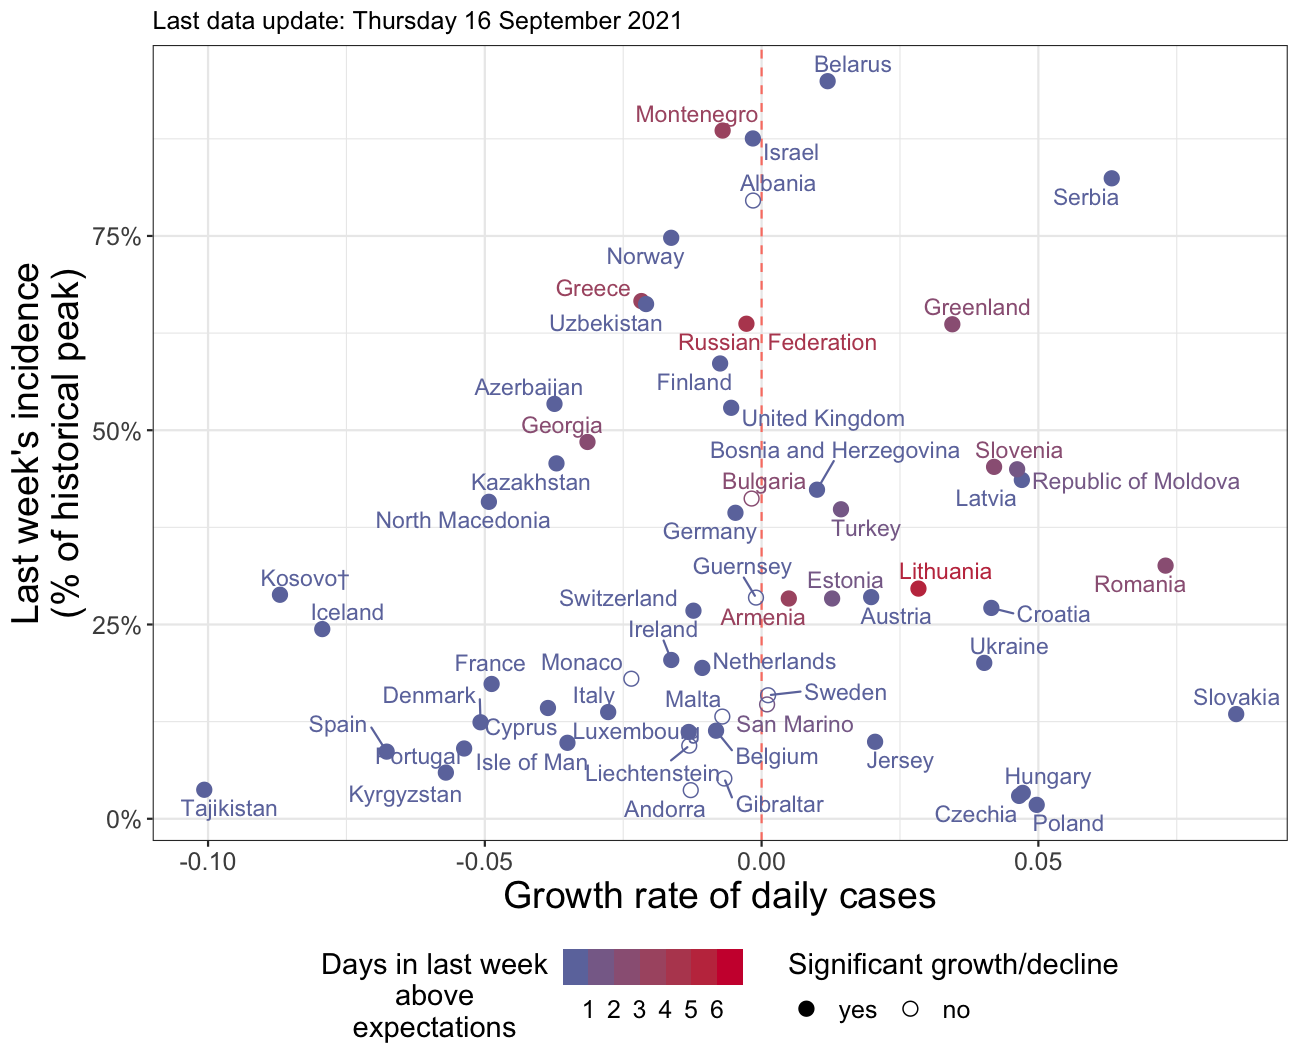 Last data update: Thursday 16 September 2021
Last week's incidence
(% of historical peak)
75%
50%
25%
0%
Belarus
Montenegro
Israel
Albania
Serbia
Norway
Greece
Uzbekistan
Greenland
Russian Federation
Finland
Azerbaijan
United Kingdom
Georgia
Bosnia and Herzegovina
Slovenia
Kazakhstan
Bulgaria
Republic of Moldova
Latvia
North Macedonia
Germany
Turkey
Guernsey
Kosovo†
Estonia
Lithuania
Romania
Switzerland
Iceland
Armenia
Austria
Croatia
Ireland
Ukraine
France
Monaco
Netherlands
Denmark
Italy
Malta
Sweden
Slovakia
Spain
Cyprus
Luxembourg
San Marino
Portugal
Isle of Man
Liechtenstein
Belgium
Jersey
Kyrgyzstan
Hungary
Tajikistan
Andorra
Gibraltar
Czechia
Poland
-0.10
-0.05
0.00
0.05
Growth rate of daily cases
Days in last week
above
expectations
1 2 3 4 5 6
Significant growth/decline
yes
no